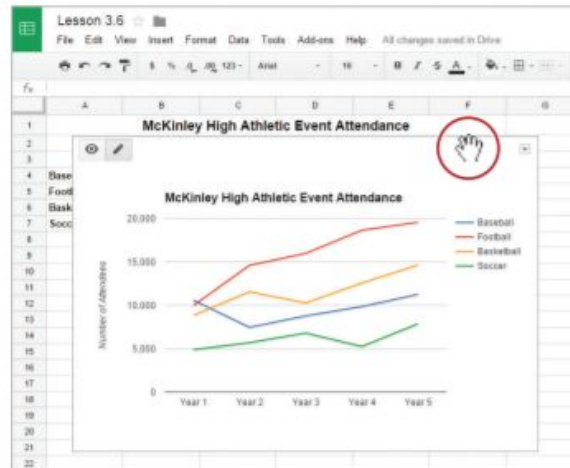 Lesson 3.6
File Edit View Insert Format Data Tools Add-ons Help All changes saved in Drive
$ % .0_ .00_ 123 - Arial - 10 - B I S A
fx
A B C D E F G
1 McKinley High Athletic Event Attendance
2
3
4 Base
5 Footb
6 Bask
7 Socc
8
9
10
11
12
13
14
15
16
17
18
19
20
21
22
McKinley High Athletic Event Attendance
Number of Attendees
20,000
15,000
10,000
5,000
0
Year 1 Year 2 Year 3 Year 4 Year 5
Baseball
Football
Basketball
Soccer